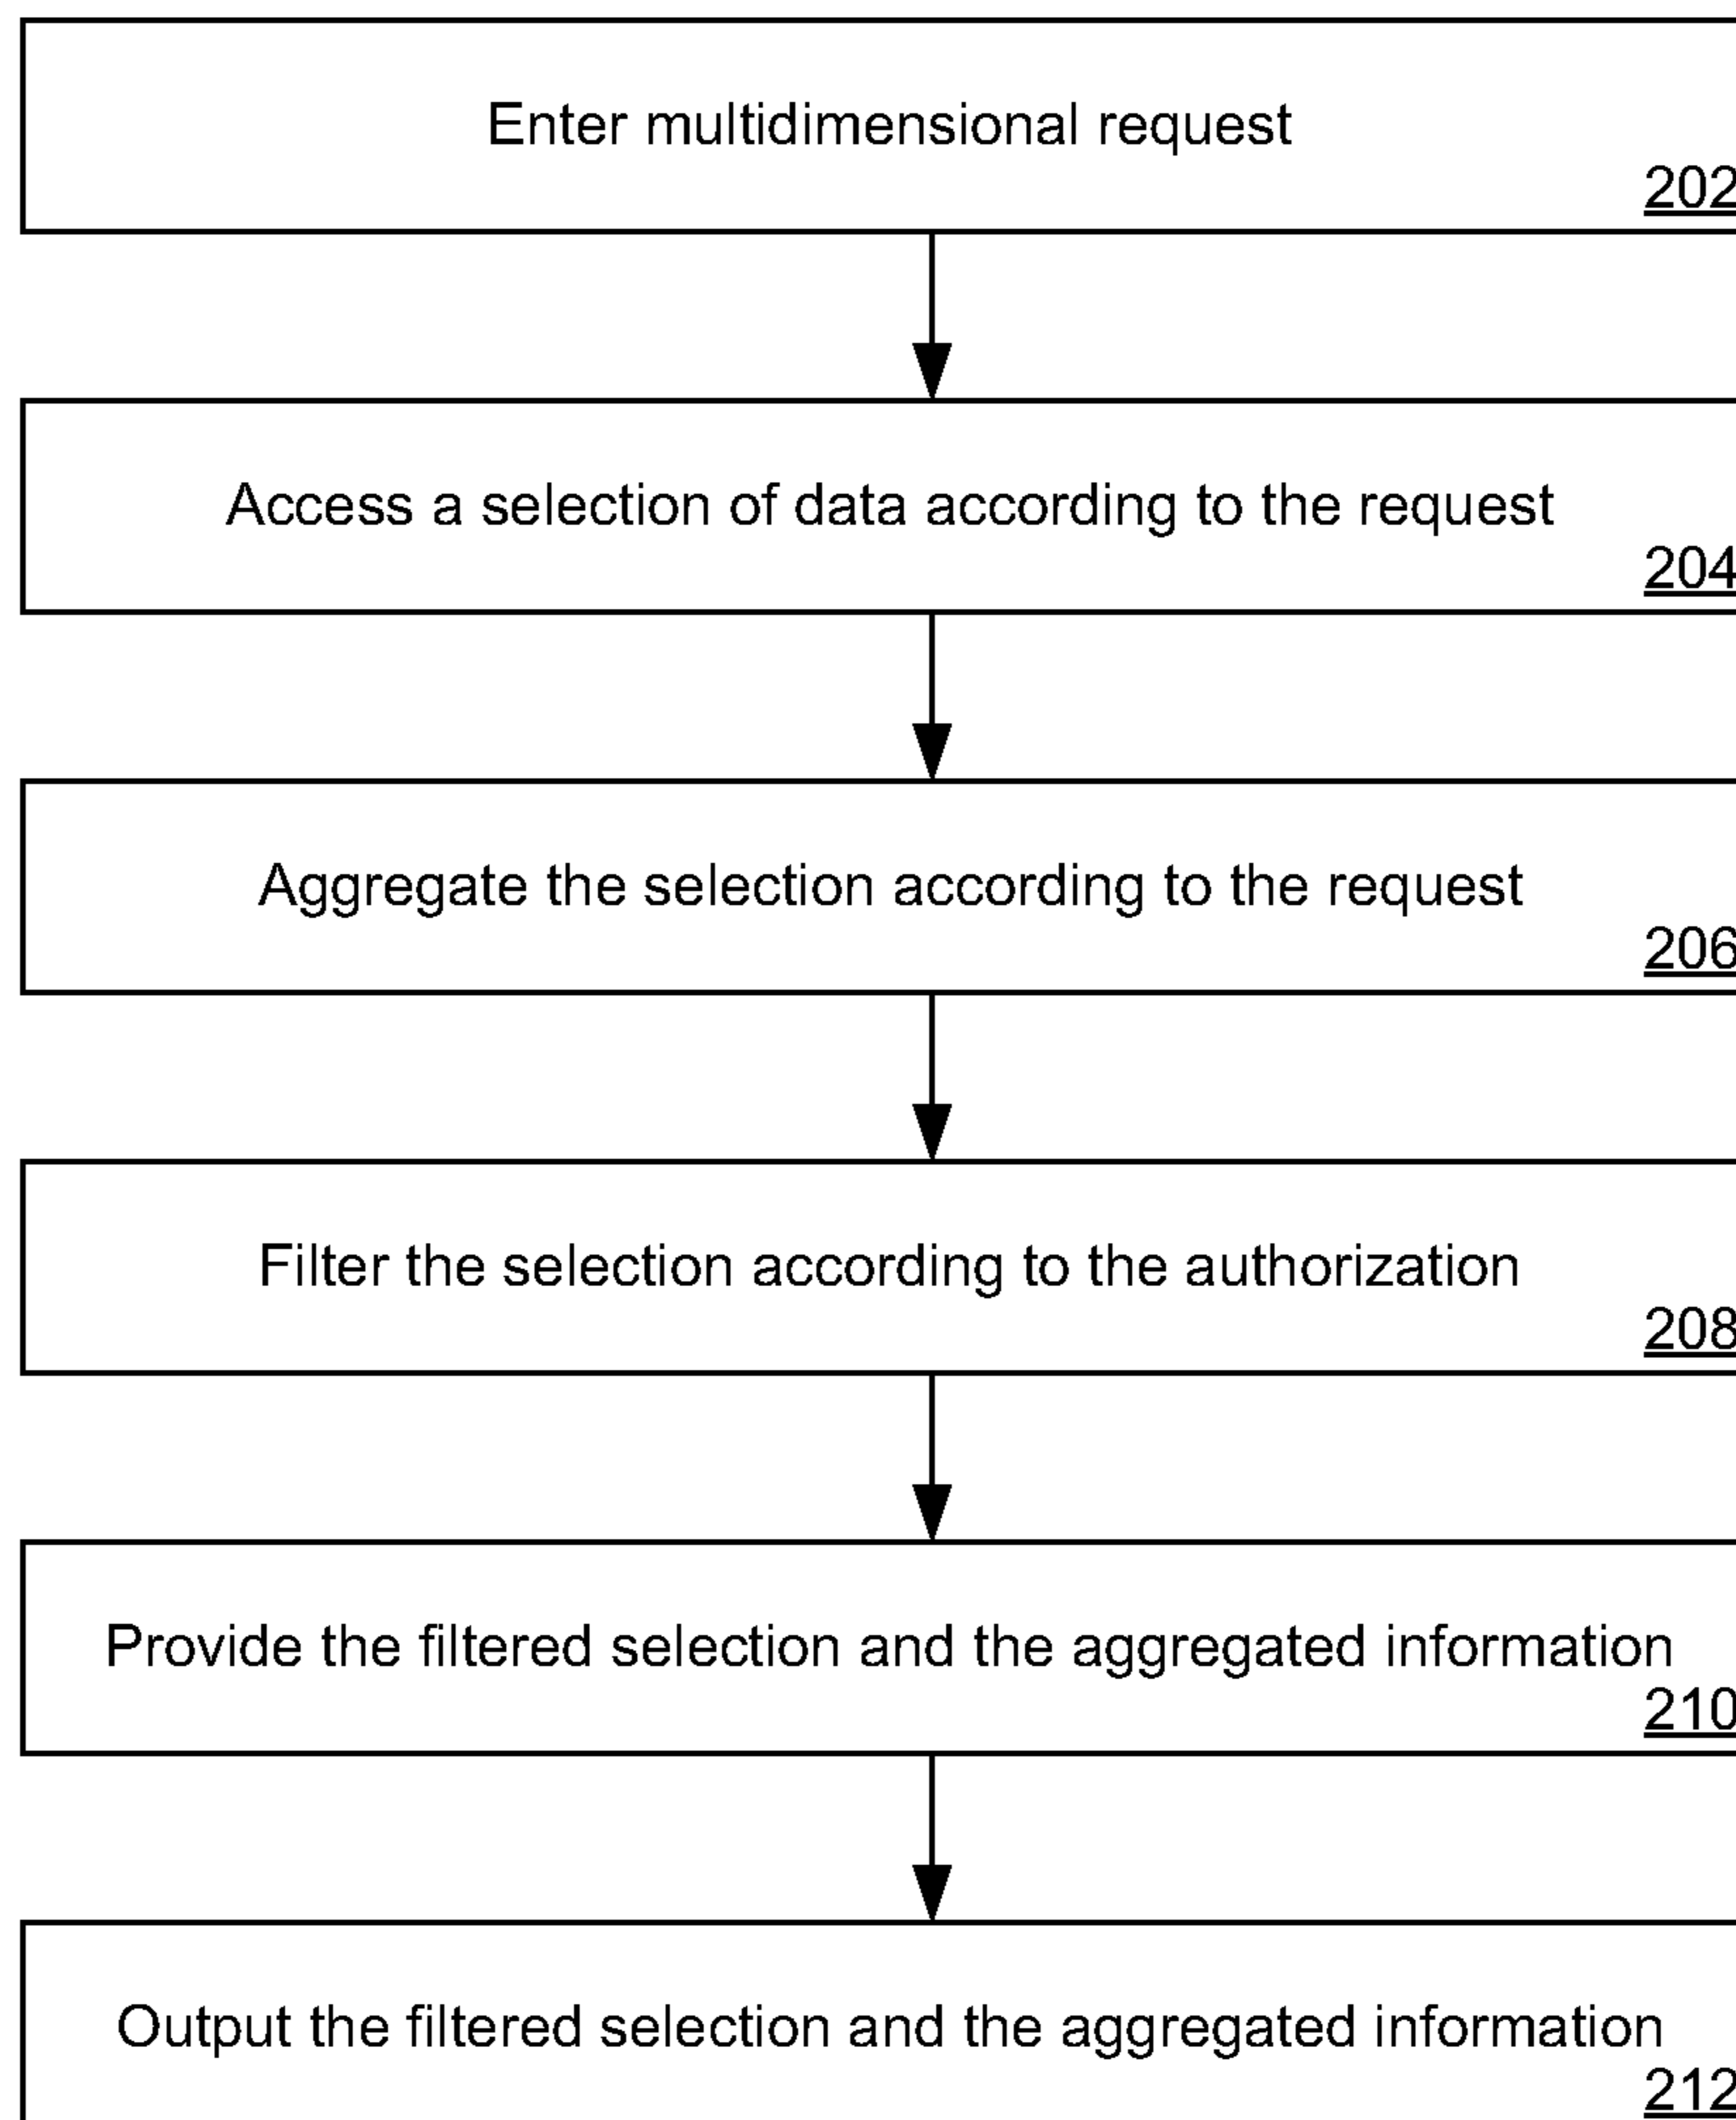 Enter multidimensional request
202
Access a selection of data according to the request
204
Aggregate the selection according to the request
206
Filter the selection according to the authorization
208
Provide the filtered selection and the aggregated information
210
Output the filtered selection and the aggregated information
212